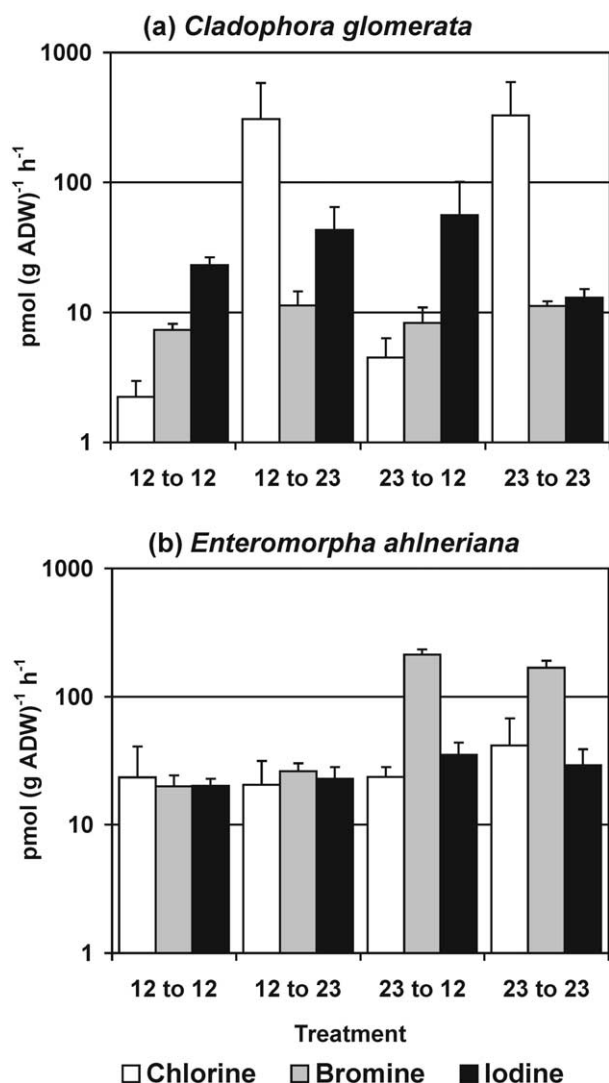 (a) Cladophora glomerata
1000
100
10
1
pmol (g ADW)⁻¹ h⁻¹
12 to 12 12 to 23 23 to 12 23 to 23
(b) Enteromorpha ahlneriana
1000
100
10
1
pmol (g ADW)⁻¹ h⁻¹
12 to 12 12 to 23 23 to 12 23 to 23
Treatment
Chlorine Bromine Iodine